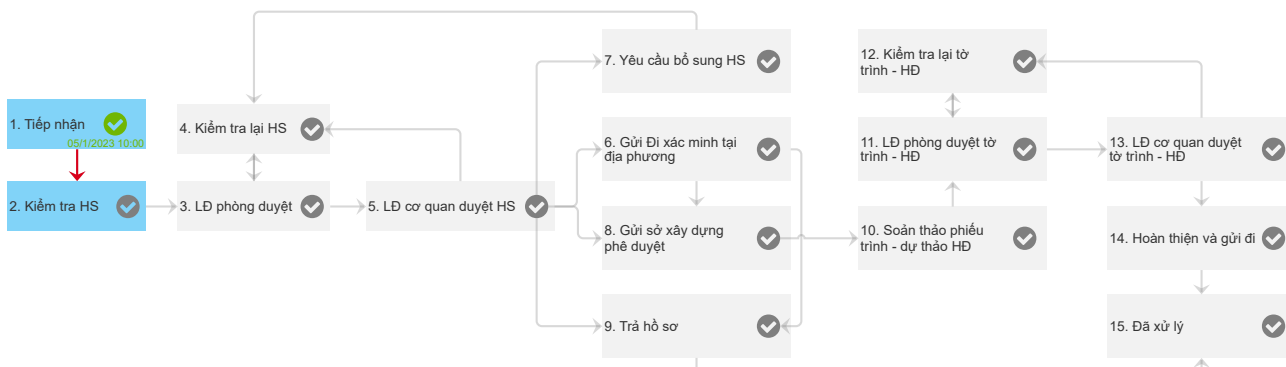 1. Tiếp nhận
05/1/2023 10:00
2. Kiểm tra HS
3. LĐ phòng duyệt
4. Kiểm tra lại HS
5. LĐ cơ quan duyệt HS
6. Gửi Đi xác minh tại
địa phương
7. Yêu cầu bổ sung HS
8. Gửi sở xây dựng
phê duyệt
9. Trả hồ sơ
10. Soản thảo phiếu
trình - dự thảo HĐ
11. LĐ phòng duyệt tờ
trình - HĐ
12. Kiểm tra lại tờ
trình - HĐ
13. LĐ cơ quan duyệt
tờ trình - HĐ
14. Hoàn thiện và gửi đi
15. Đã xử lý